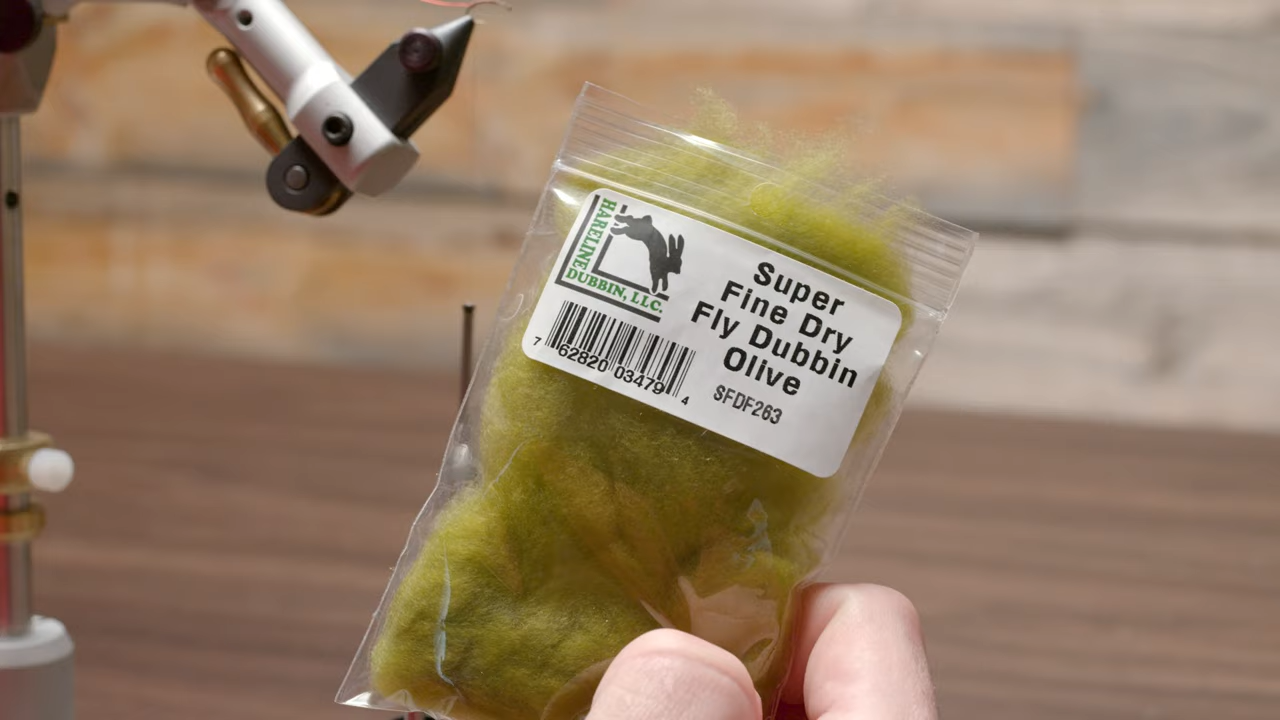 HARELINE
DUBBIN, LLC.
Super
Fine Dry
Fly Dubbin
Olive
SFDF263
7 62820 03479 4